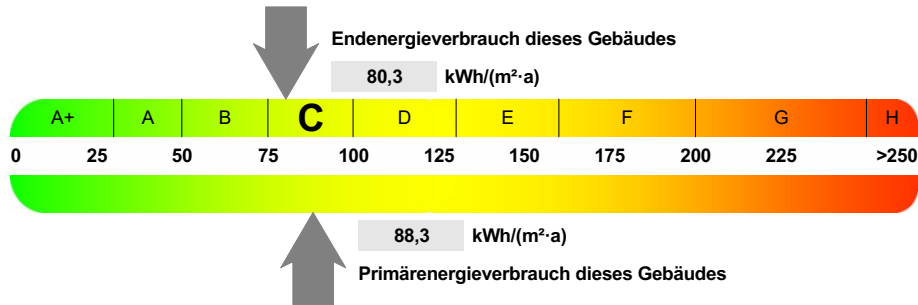 Endenergieverbrauch dieses Gebäudes
80,3 kWh/(m²·a)
A+ A B C D E F G H
0 25 50 75 100 125 150 175 200 225 >250
88,3 kWh/(m²·a)
Primärenergieverbrauch dieses Gebäudes